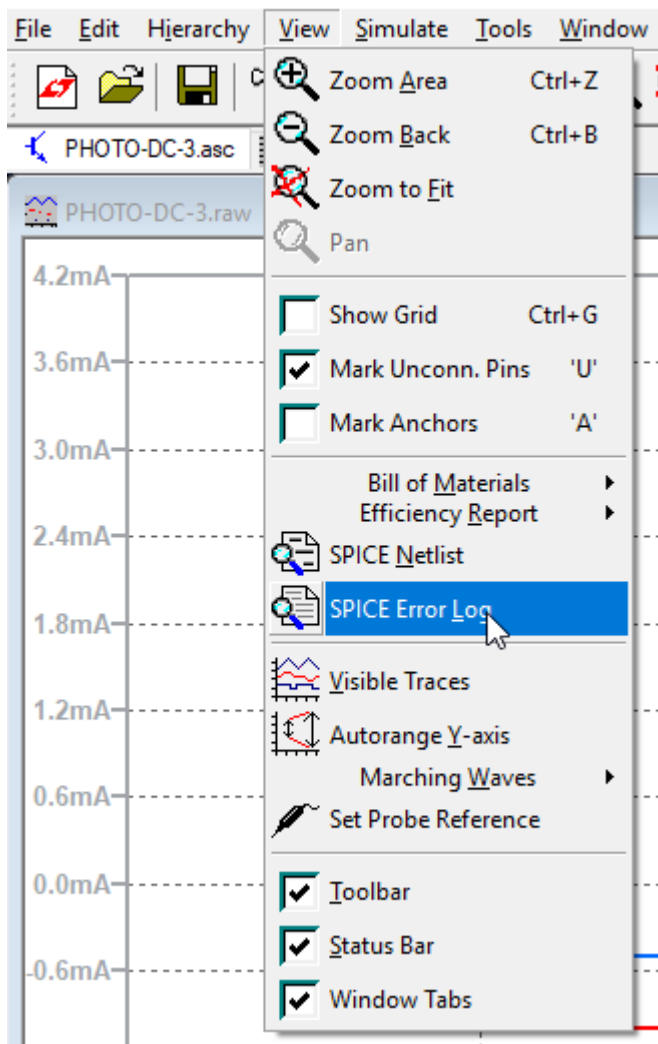 File Edit Hierarchy View Simulate Tools Window
PHOTO-DC-3.asc
PHOTO-DC-3.raw
Zoom Area Ctrl+Z
Zoom Back Ctrl+B
Zoom to Fit
Pan
Show Grid Ctrl+G
Mark Unconn. Pins 'U'
Mark Anchors 'A'
Bill of Materials
Efficiency Report
SPICE Netlist
SPICE Error Log
Visible Traces
Autorange Y-axis
Marching Waves
Set Probe Reference
Toolbar
Status Bar
Window Tabs
4.2mA
3.6mA
3.0mA
2.4mA
1.8mA
1.2mA
0.6mA
0.0mA
-0.6mA